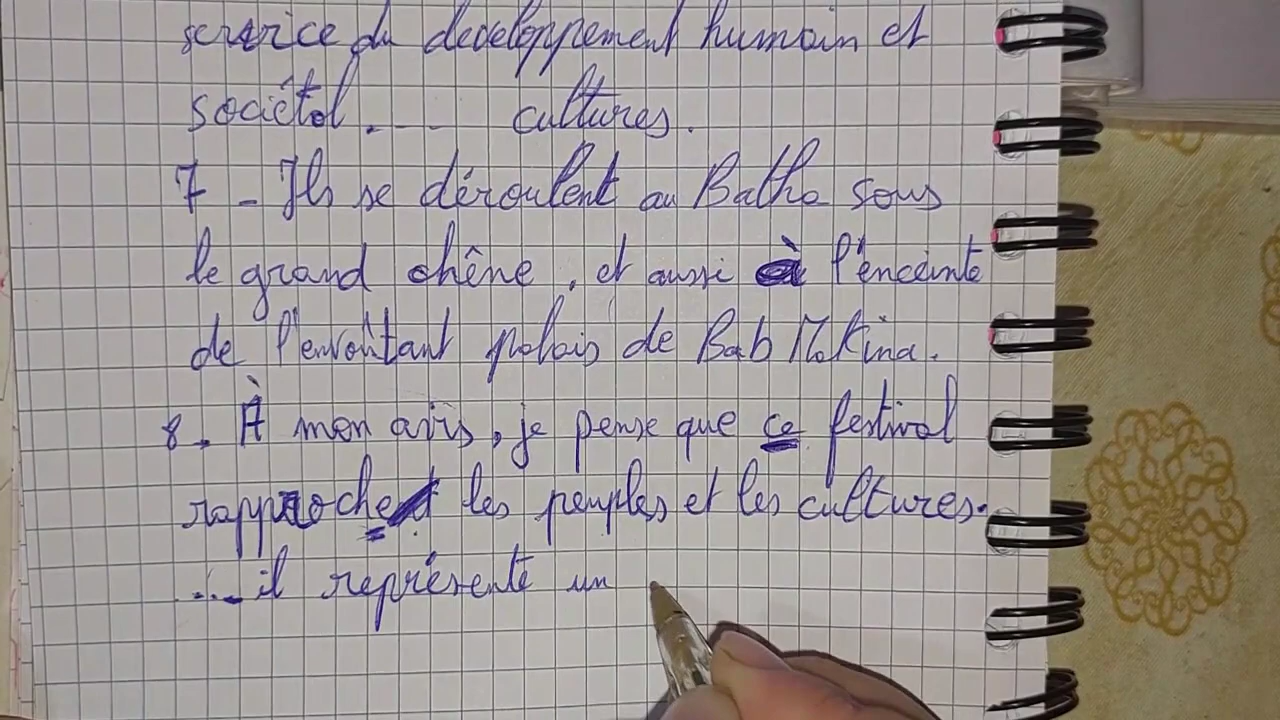 service du developpement humain et
sociétal. .... cultures.
7 - Ils se déroulent au Batha sous
le grand chêne, et aussi à l'enceinte
de l'envoûtant palais de Bab Makina.
8. À mon avis, je pense que ce festival
rapproche les peuples et les cultures.
... il représente un